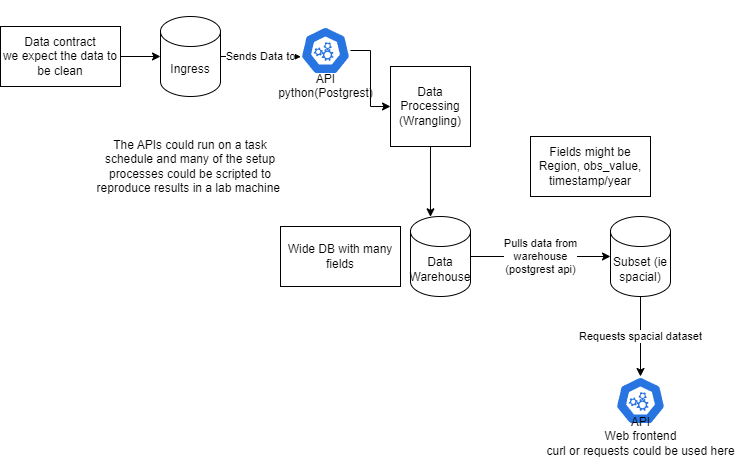 Data contract
we expect the data to
be clean
Ingress
Sends Data to
API
python(Postgrest)
Data
Processing
(Wrangling)
The APIs could run on a task
schedule and many of the setup
processes could be scripted to
reproduce results in a lab machine
Fields might be
Region, obs_value,
timestamp/year
Wide DB with many
fields
Data
Warehouse
Pulls data from
warehouse
(postgrest api)
Subset (ie
spacial)
Requests spacial dataset
API
Web frontend
curl or requests could be used here